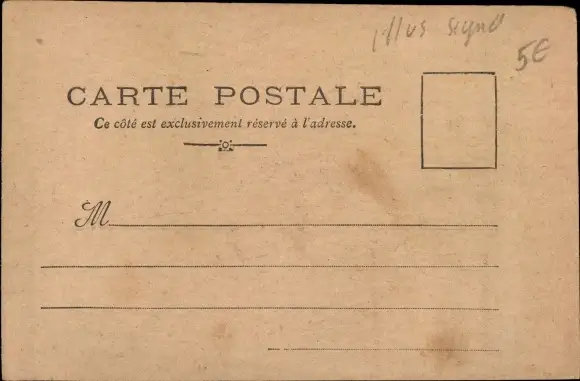 illus signé
5€
CARTE POSTALE
Ce côté est exclusivement réservé à l'adresse.
M